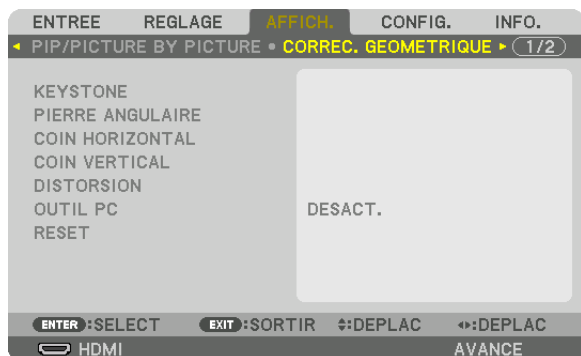 ENTREE REGLAGE AFFICH. CONFIG. INFO.
PIP/PICTURE BY PICTURE • CORREC. GEOMETRIQUE 1/2
KEYSTONE
PIERRE ANGULAIRE
COIN HORIZONTAL
COIN VERTICAL
DISTORSION
OUTIL PC DESACT.
RESET
ENTER :SELECT EXIT :SORTIR :DEPLAC :DEPLAC
HDMI AVANCE